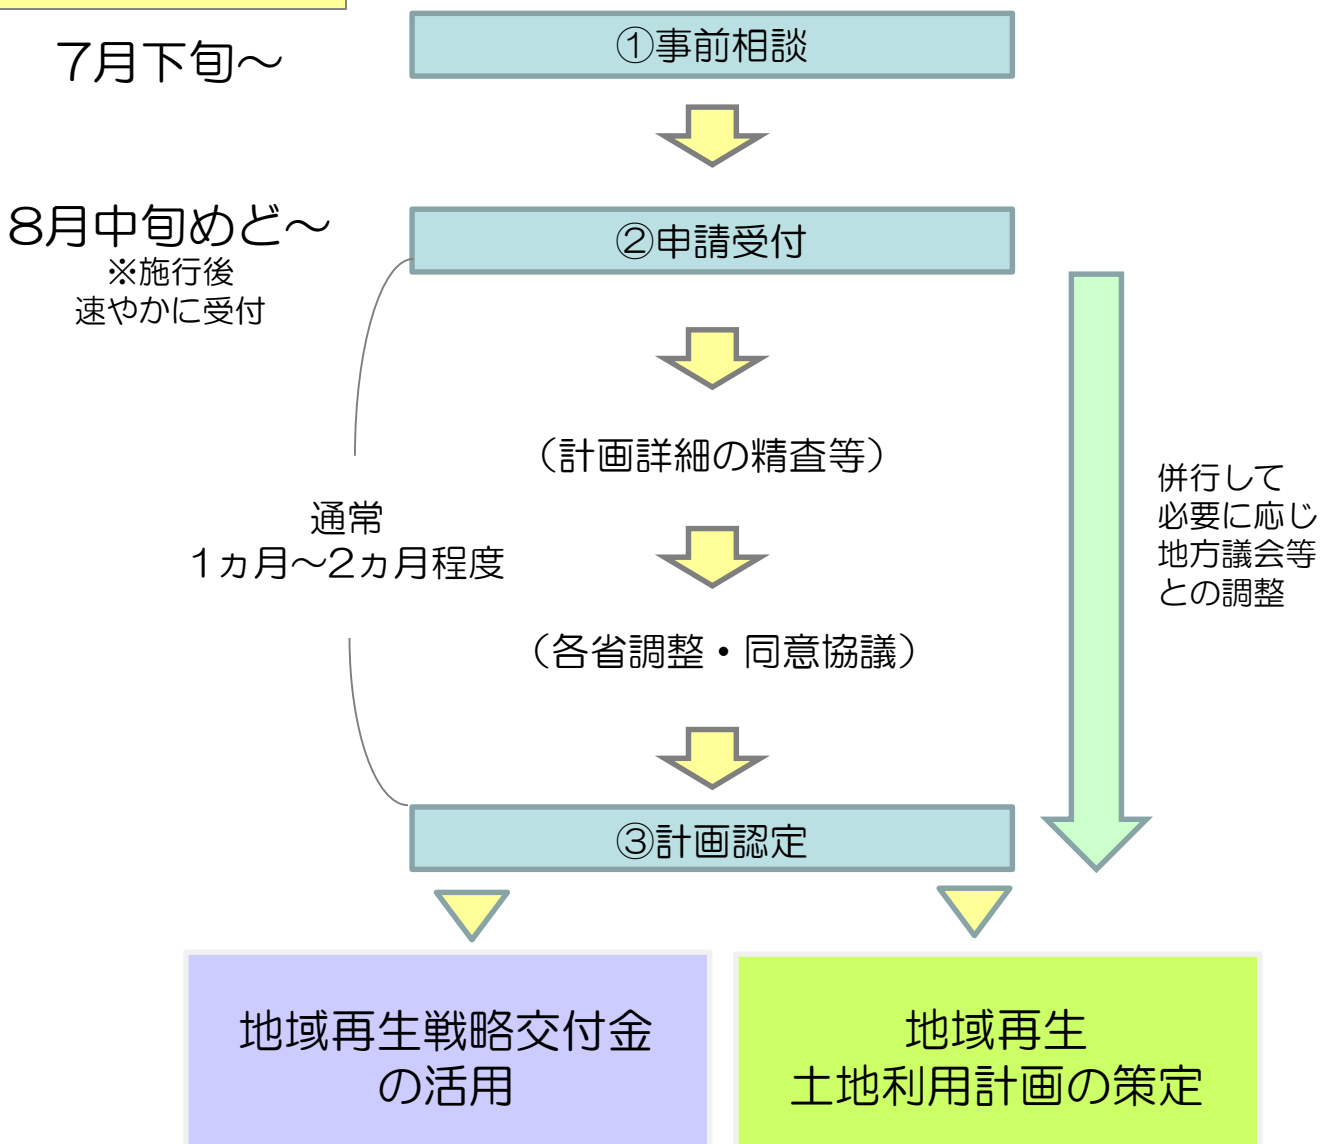 7月下旬～
①事前相談
8月中旬めど～
※施行後
速やかに受付
②申請受付
（計画詳細の精査等）
通常
1ヵ月～2ヵ月程度
併行して
必要に応じ
地方議会等
との調整
（各省調整・同意協議）
③計画認定
地域再生戦略交付金
の活用
地域再生
土地利用計画の策定